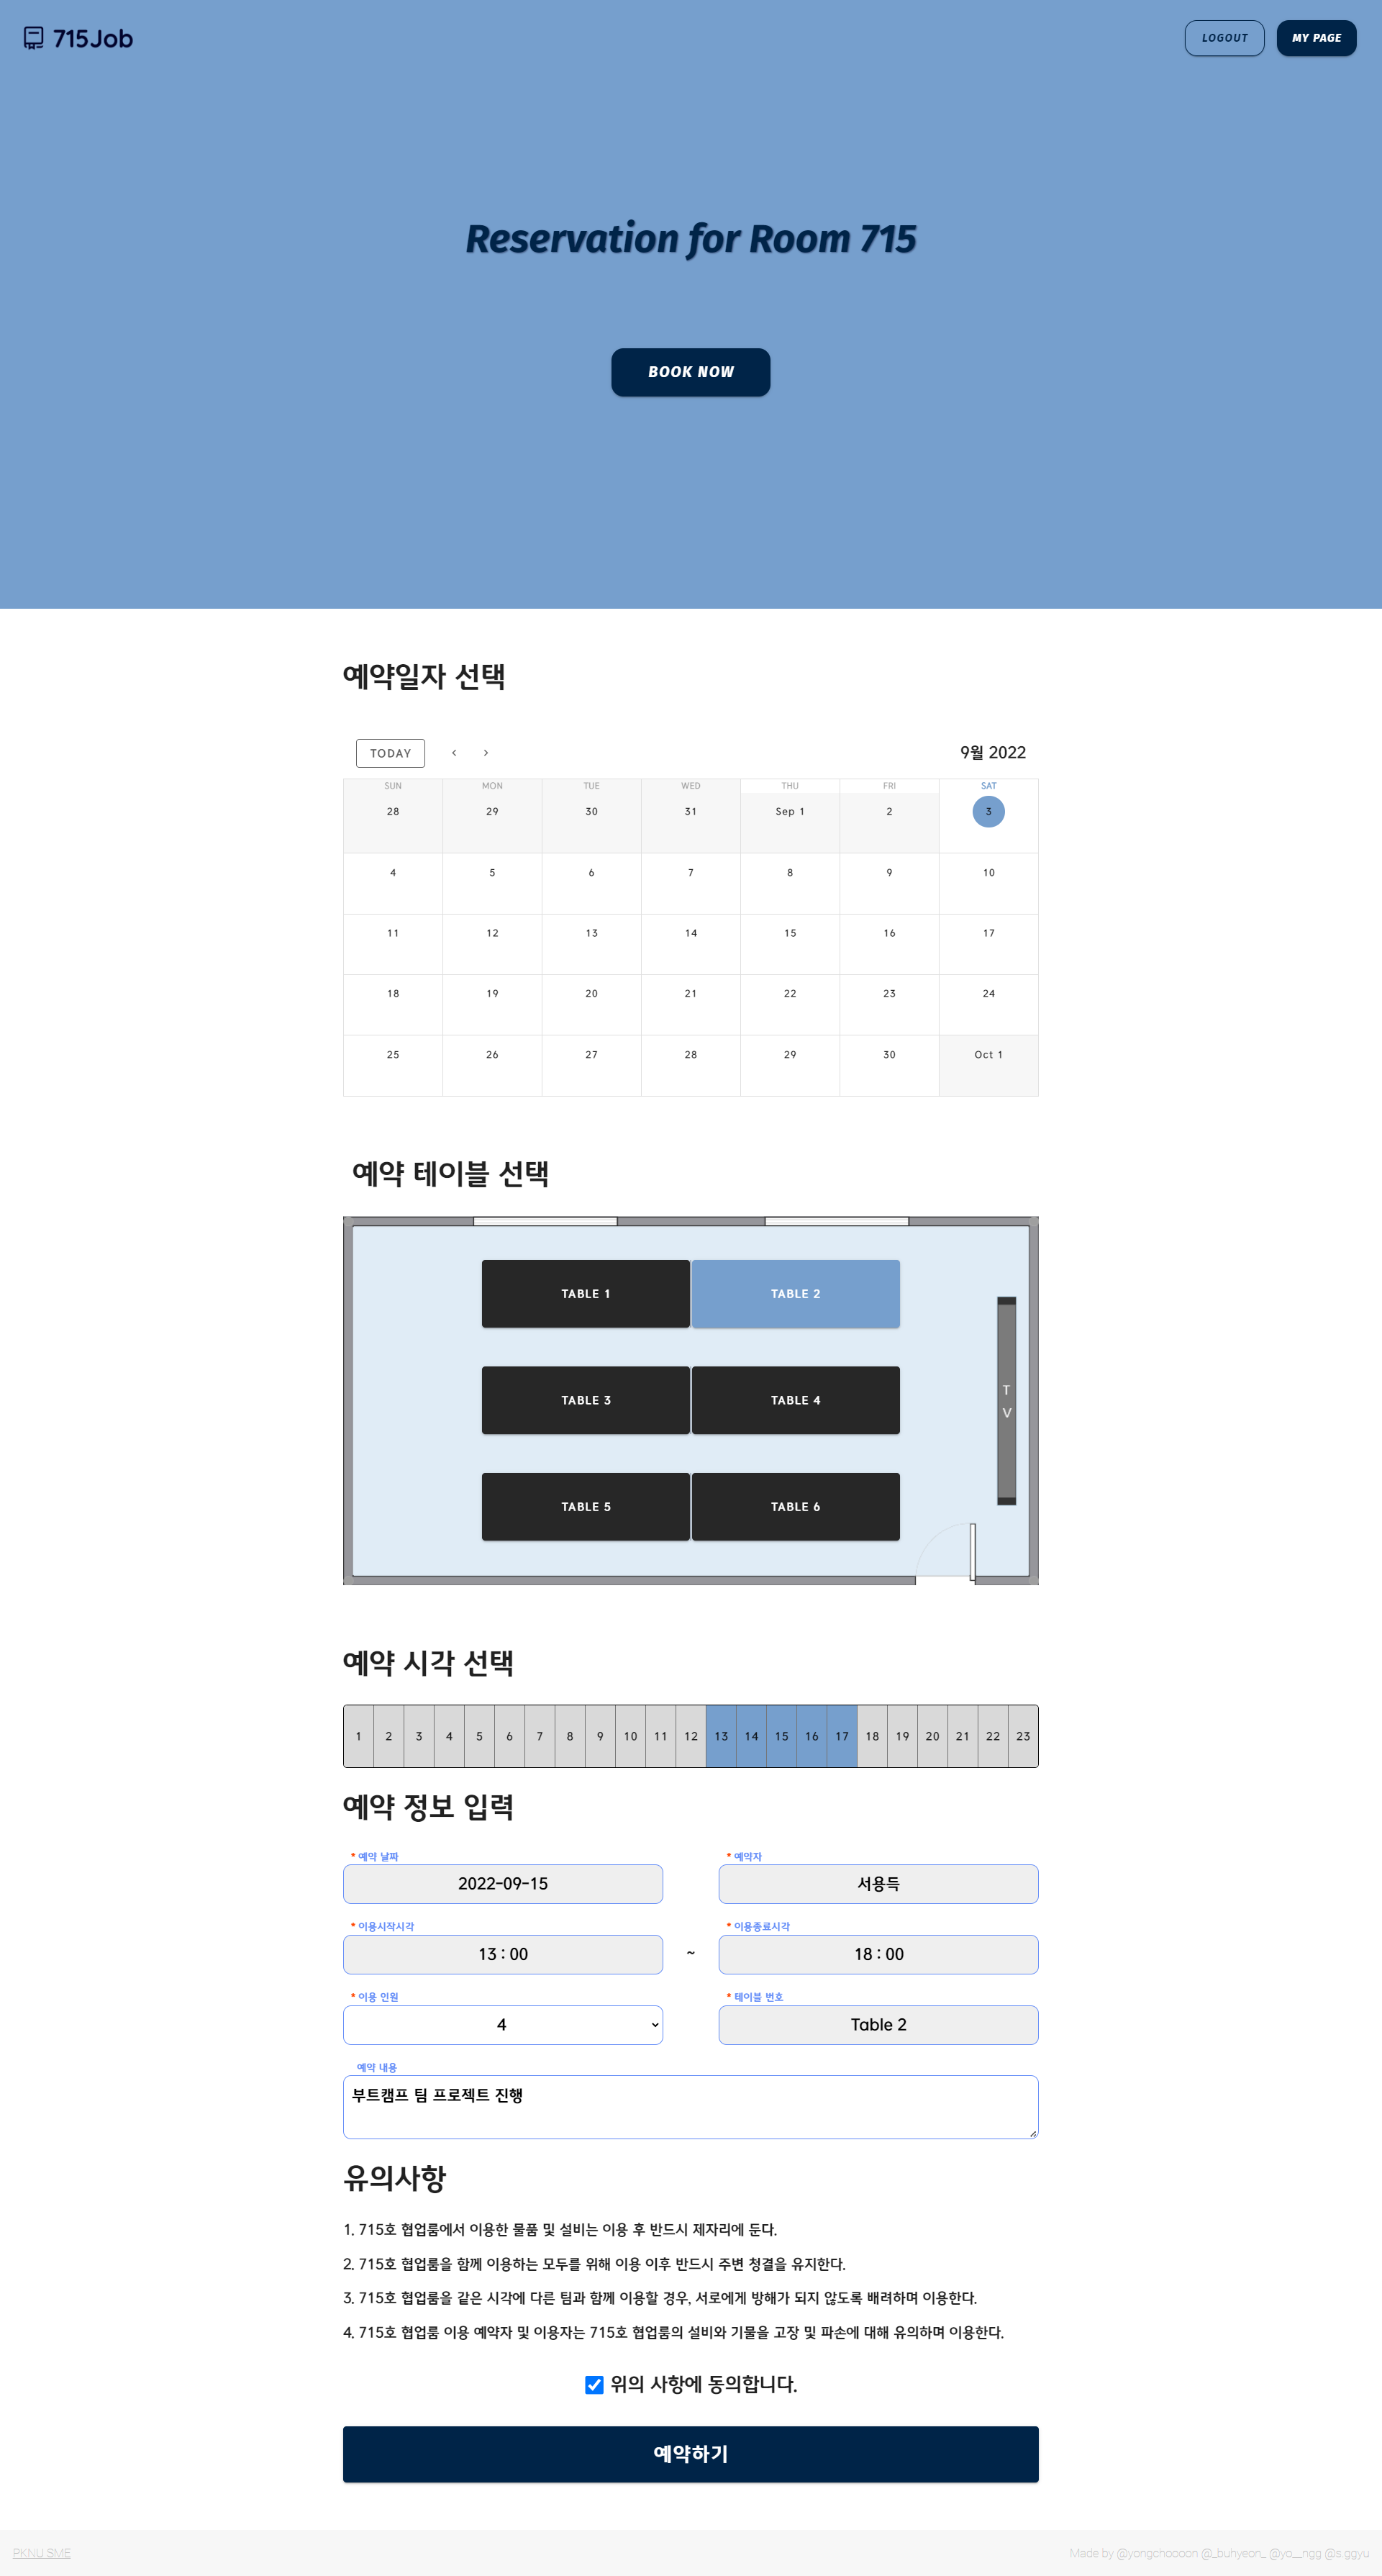 715Job
LOGOUT
MY PAGE
Reservation for Room 715
BOOK NOW
예약일자 선택
TODAY
9월 2022
SUN MON TUE WED THU FRI SAT
28 29 30 31 Sep 1 2 3
4 5 6 7 8 9 10
11 12 13 14 15 16 17
18 19 20 21 22 23 24
25 26 27 28 29 30 Oct 1
예약 테이블 선택
TABLE 1 TABLE 2
TABLE 3 TABLE 4
TABLE 5 TABLE 6
T
V
예약 시각 선택
1 2 3 4 5 6 7 8 9 10 11 12 13 14 15 16 17 18 19 20 21 22 23
예약 정보 입력
* 예약 날짜 * 예약자
2022-09-15 서용득
* 이용시작시각 * 이용종료시각
13 : 00 ~ 18 : 00
* 이용 인원 * 테이블 번호
4 Table 2
예약 내용
부트캠프 팀 프로젝트 진행
유의사항
1. 715호 협업룸에서 이용한 물품 및 설비는 이용 후 반드시 제자리에 둔다.
2. 715호 협업룸을 함께 이용하는 모두를 위해 이용 이후 반드시 주변 청결을 유지한다.
3. 715호 협업룸을 같은 시각에 다른 팀과 함께 이용할 경우, 서로에게 방해가 되지 않도록 배려하며 이용한다.
4. 715호 협업룸 이용 예약자 및 이용자는 715호 협업룸의 설비와 기물을 고장 및 파손에 대해 유의하며 이용한다.
위의 사항에 동의합니다.
예약하기
PKNU SME
Made by @yongchoooon @_buhyeon_ @yo__ngg @s.ggyu